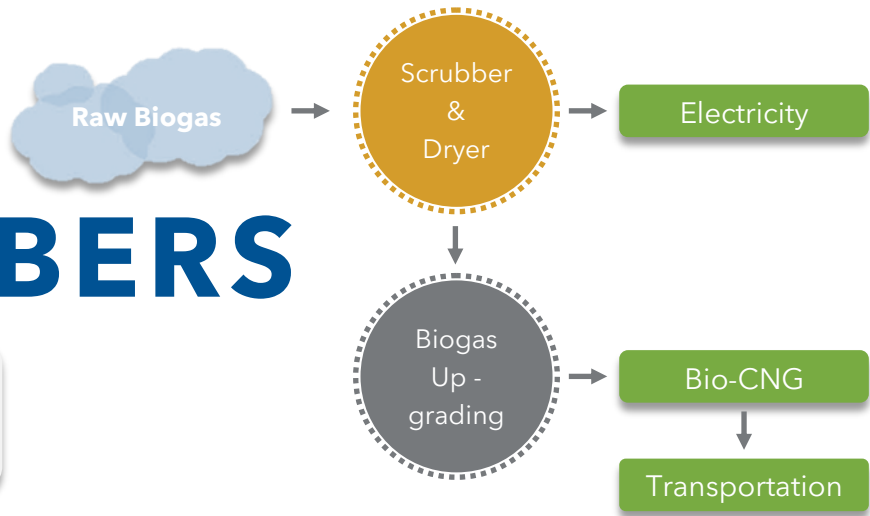 Raw Biogas
Scrubber
&
Dryer
Electricity
BERS
Biogas
Up -
grading
Bio-CNG
Transportation